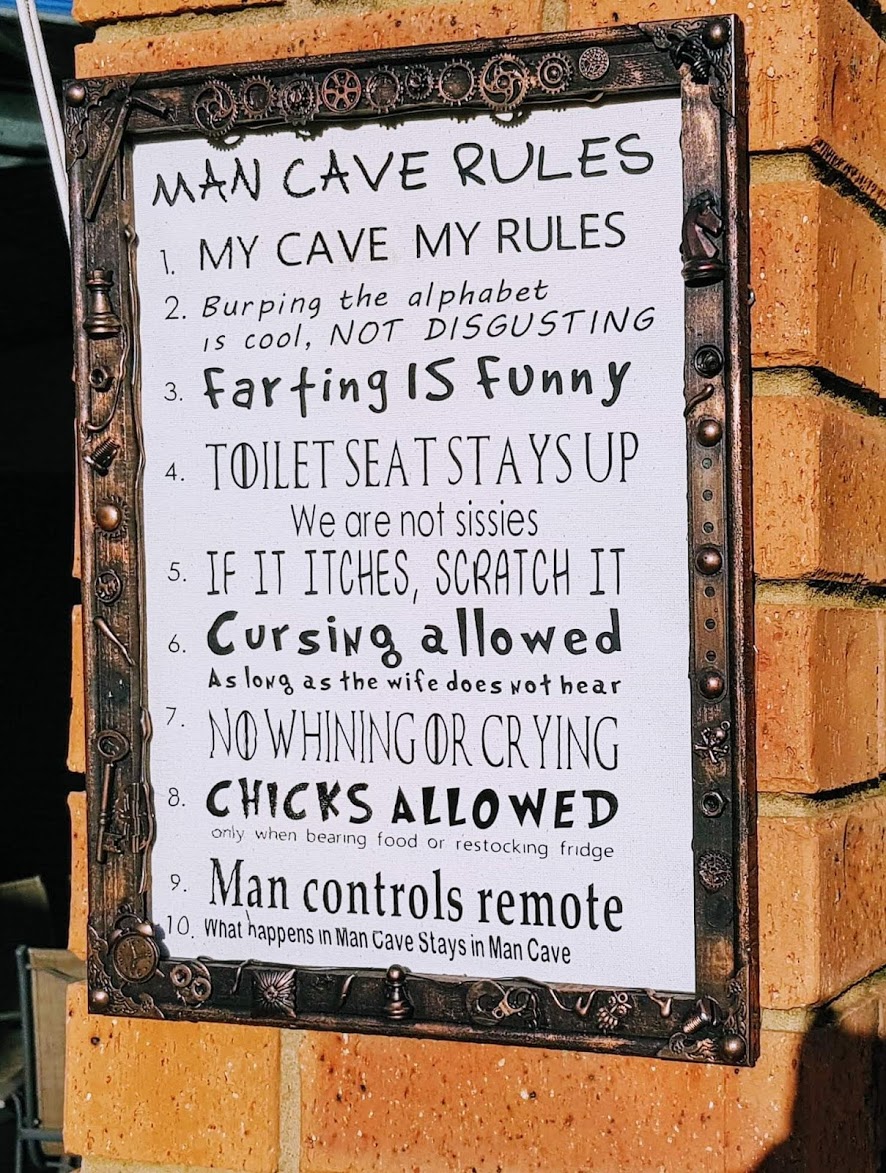 MAN CAVE RULES
1. MY CAVE MY RULES
2. Burping the alphabet
is cool, NOT DISGUSTING
3. Farting IS Funny
4. TOILET SEAT STAYS UP
We are not sissies
5. IF IT ITCHES, SCRATCH IT
6. Cursing allowed
As long as the wife does not hear
7. NO WHINING OR CRYING
8. CHICKS ALLOWED
only when bearing food or restocking fridge
9. Man controls remote
10. What happens in Man Cave Stays in Man Cave